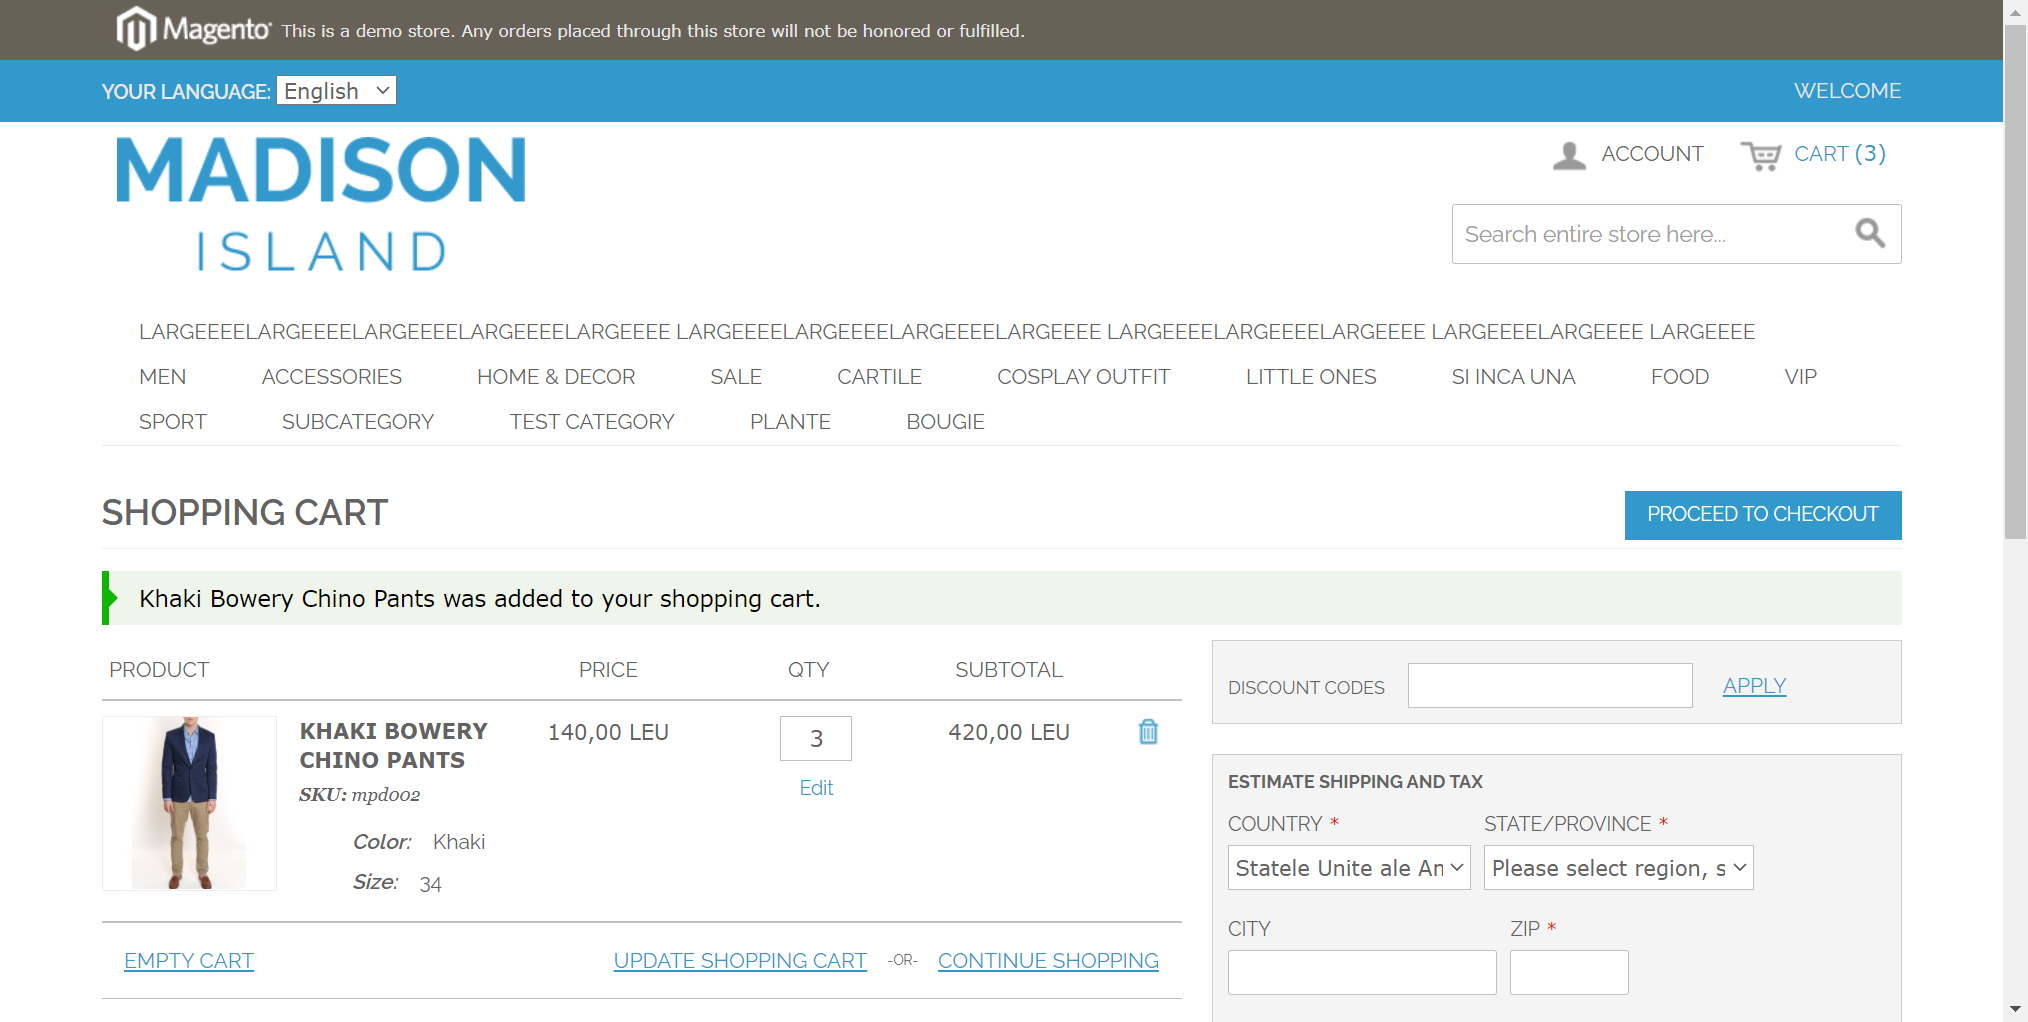 Magento® This is a demo store. Any orders placed through this store will not be honored or fulfilled.
YOUR LANGUAGE: English WELCOME
MADISON
ISLAND
ACCOUNT CART (3)
Search entire store here...
LARGEEEELARGEEEELARGEEEELARGEEEELARGEEEE LARGEEEELARGEEEELARGEEEELARGEEEE LARGEEEELARGEEEELARGEEEE LARGEEEELARGEEEE LARGEEEE
MEN ACCESSORIES HOME & DECOR SALE CARTILE COSPLAY OUTFIT LITTLE ONES SI INCA UNA FOOD VIP
SPORT SUBCATEGORY TEST CATEGORY PLANTE BOUGIE
SHOPPING CART PROCEED TO CHECKOUT
Khaki Bowery Chino Pants was added to your shopping cart.
PRODUCT PRICE QTY SUBTOTAL
KHAKI BOWERY 140,00 LEU 3 420,00 LEU
CHINO PANTS
SKU: mpd002 Edit
Color: Khaki
Size: 34
EMPTY CART UPDATE SHOPPING CART -OR- CONTINUE SHOPPING
DISCOUNT CODES APPLY
ESTIMATE SHIPPING AND TAX
COUNTRY * STATE/PROVINCE *
Statele Unite ale Am Please select region, s
CITY ZIP *